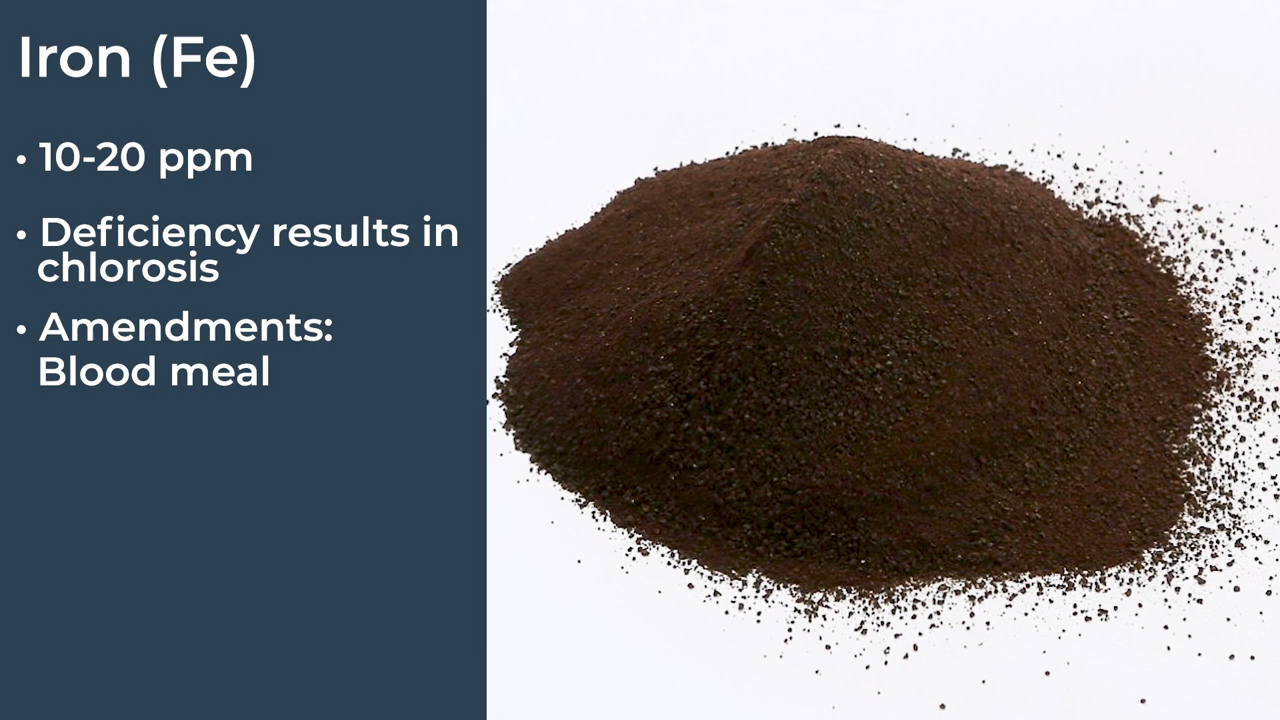 Iron (Fe)
• 10-20 ppm
• Deficiency results in
chlorosis
• Amendments:
Blood meal